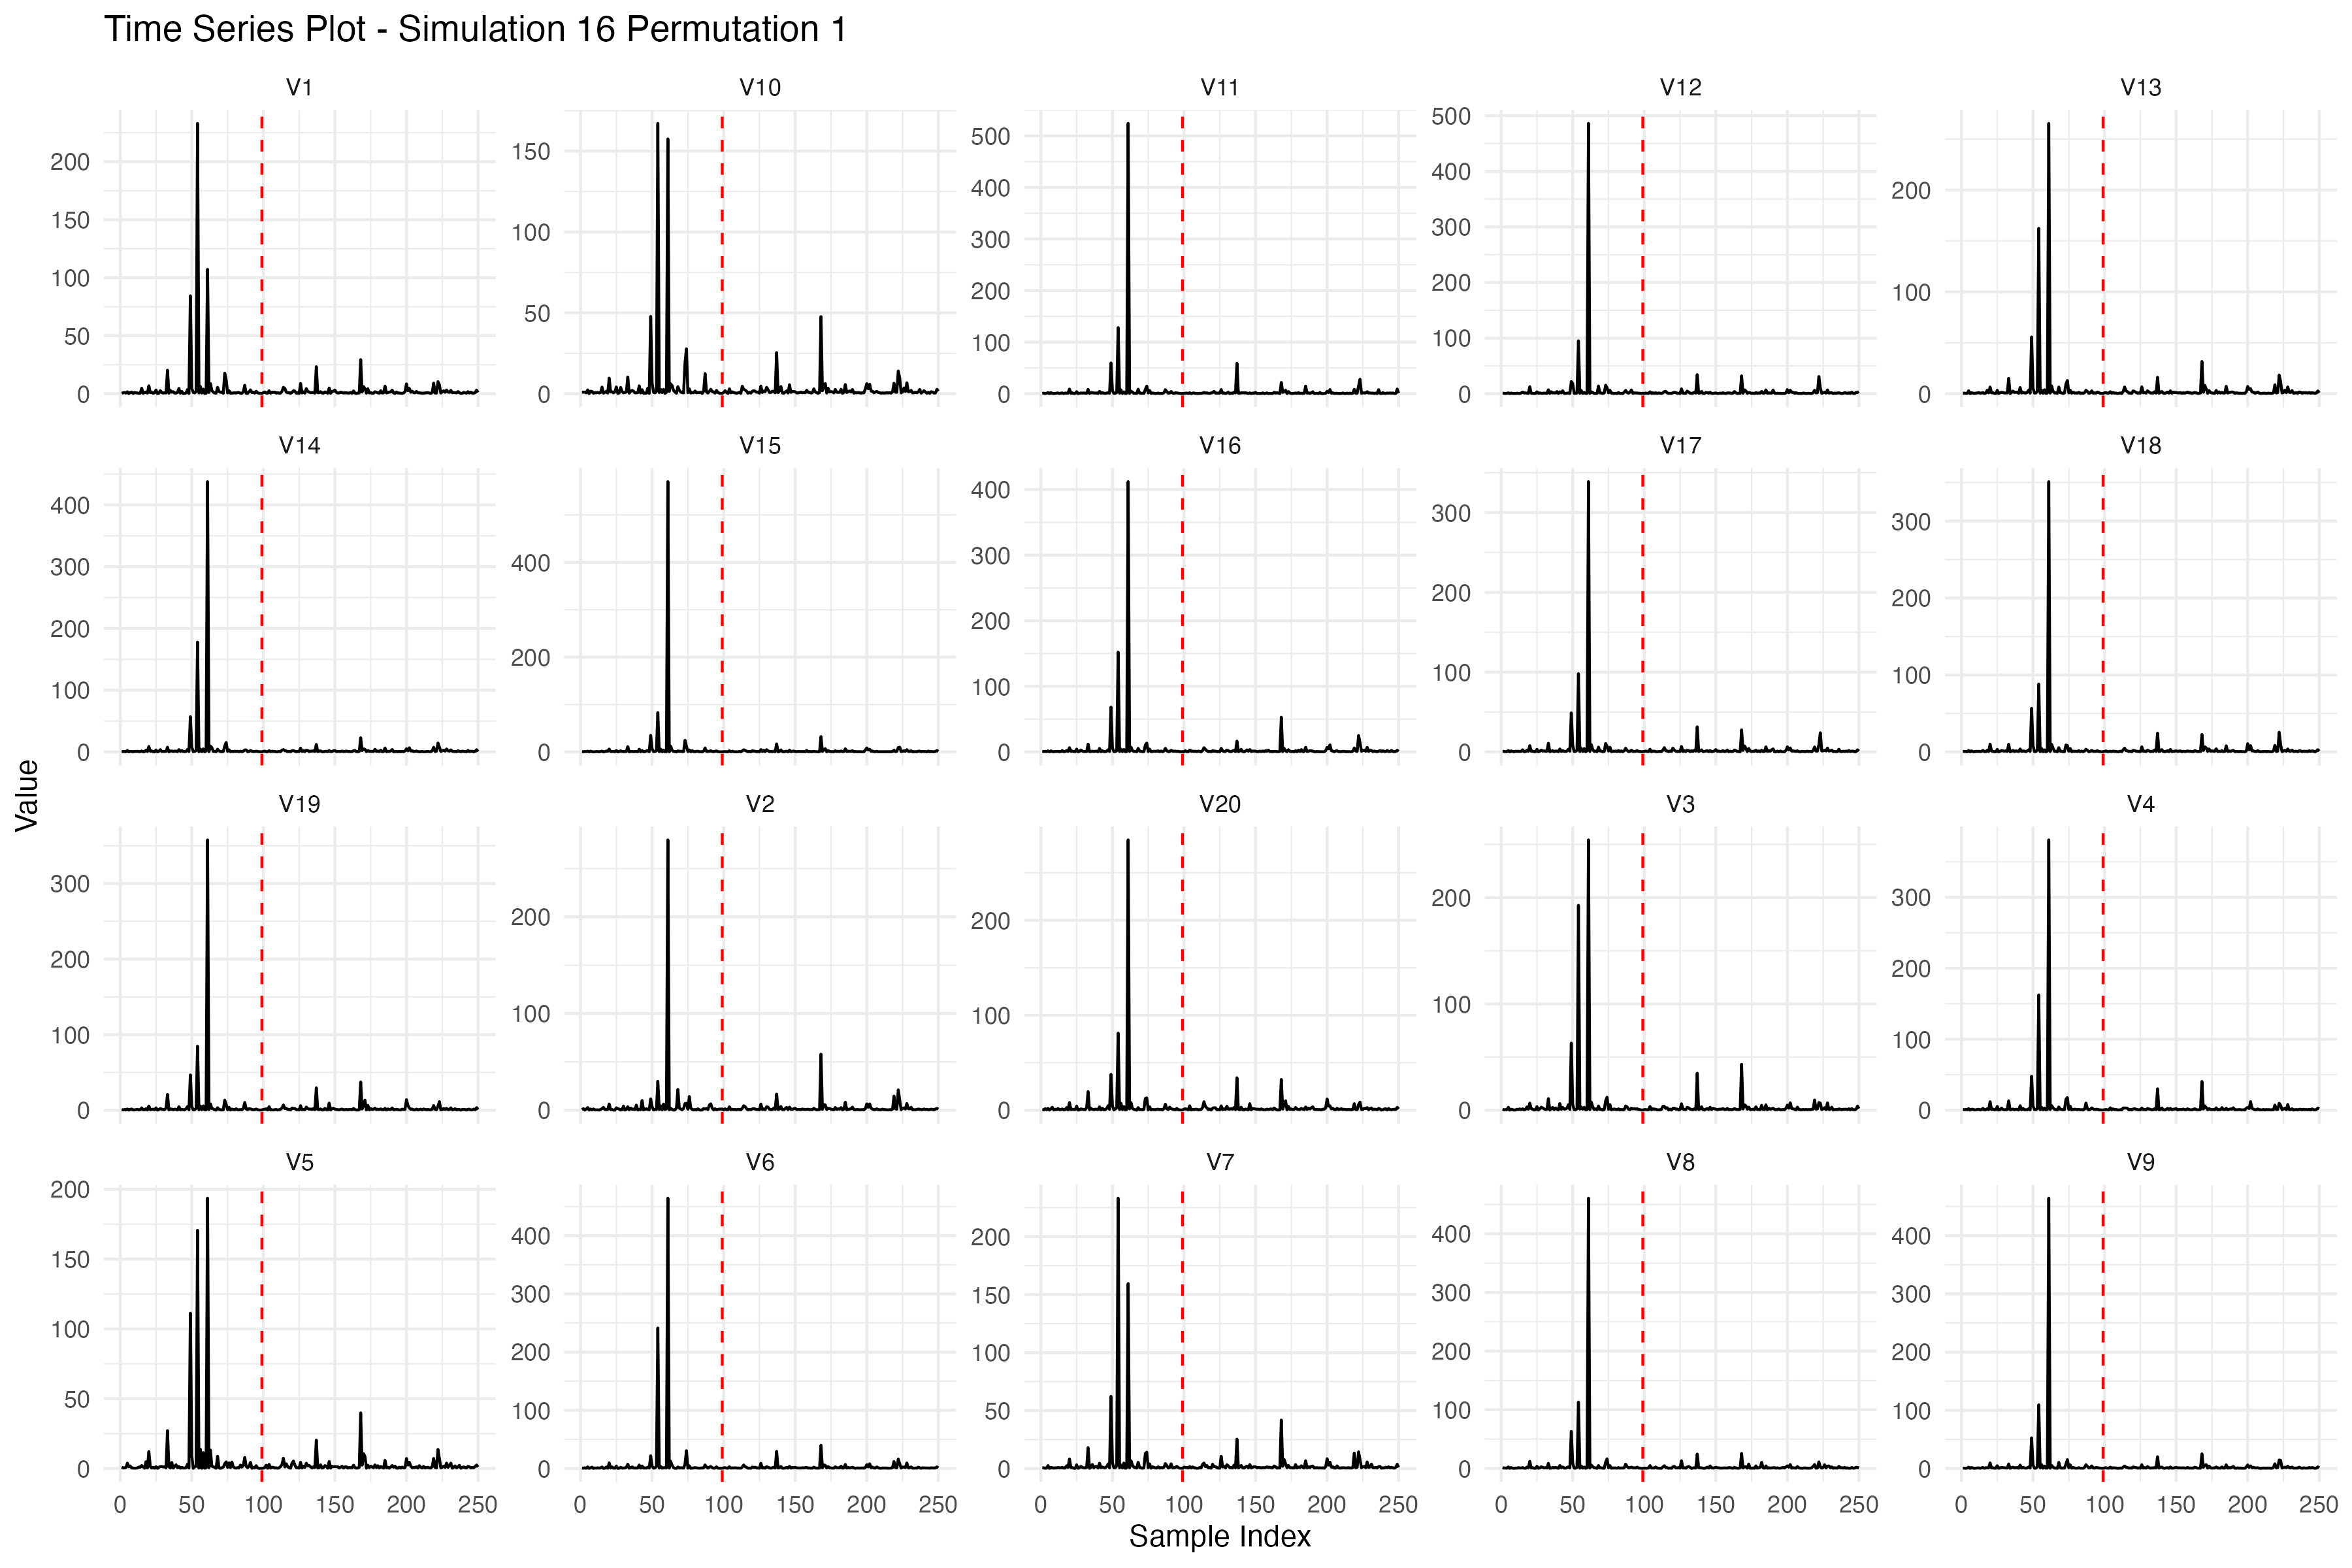 Time Series Plot - Simulation 16 Permutation 1
V1 V10 V11 V12 V13
200 150 100 50 0
150 100 50 0
500 400 300 200 100 0
500 400 300 200 100 0
200 100 0
V14 V15 V16 V17 V18
400 300 200 100 0
400 200 0
400 300 200 100 0
300 200 100 0
300 200 100 0
Value
V19 V2 V20 V3 V4
300 200 100 0
200 100 0
200 100 0
200 100 0
300 200 100 0
V5 V6 V7 V8 V9
200 150 100 50 0
400 300 200 100 0
200 150 100 50 0
400 300 200 100 0
400 300 200 100 0
0 50 100 150 200 250 0 50 100 150 200 250 0 50 100 150 200 250 0 50 100 150 200 250 0 50 100 150 200 250
Sample Index